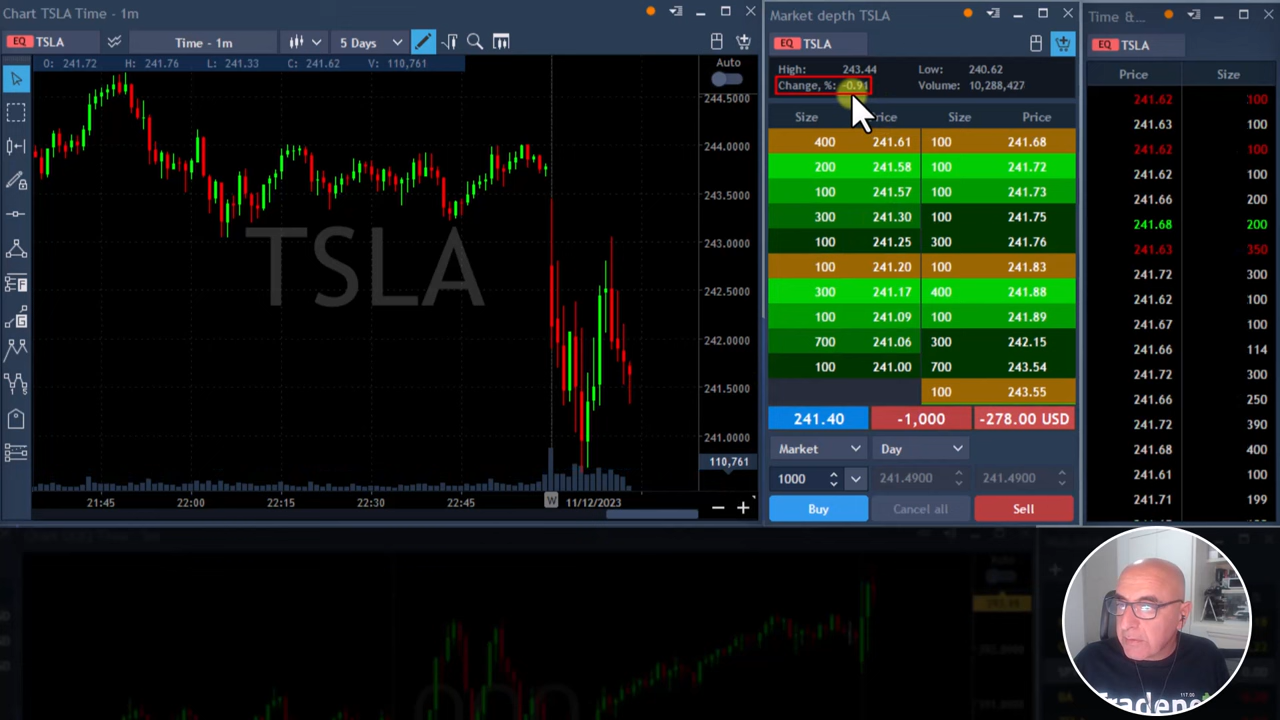 Chart TSLA Time - 1m
EQ TSLA Time - 1m 5 Days
O: 241.72 H: 241.76 L: 241.33 C: 241.62 V: 110,761
Auto
244.5000
244.0000
243.5000
243.0000
242.5000
242.0000
241.5000
241.0000
110,761
TSLA
21:45 22:00 22:15 22:30 22:45 W 11/12/2023
Market depth TSLA
EQ TSLA
High: 243.44 Low: 240.62
Change, %: -0.91 Volume: 10,288,427
Size Price Size Price
400 241.61 100 241.68
200 241.58 100 241.72
100 241.57 100 241.73
300 241.30 100 241.75
100 241.25 300 241.76
100 241.20 100 241.83
300 241.17 400 241.88
100 241.09 100 241.89
700 241.06 300 242.15
100 241.00 700 243.54
100 243.55
241.40 -1,000 -278.00 USD
Market Day
1000 241.4900 241.4900
Buy Cancel all Sell
Time &...
EQ TSLA
Price Size
241.62 100
241.63 100
241.62 100
241.62 100
241.66 200
241.68 200
241.63 350
241.72 300
241.62 100
241.67 100
241.66 114
241.72 300
241.66 250
241.72 390
241.68 400
241.61 100
241.71 199
Tradene